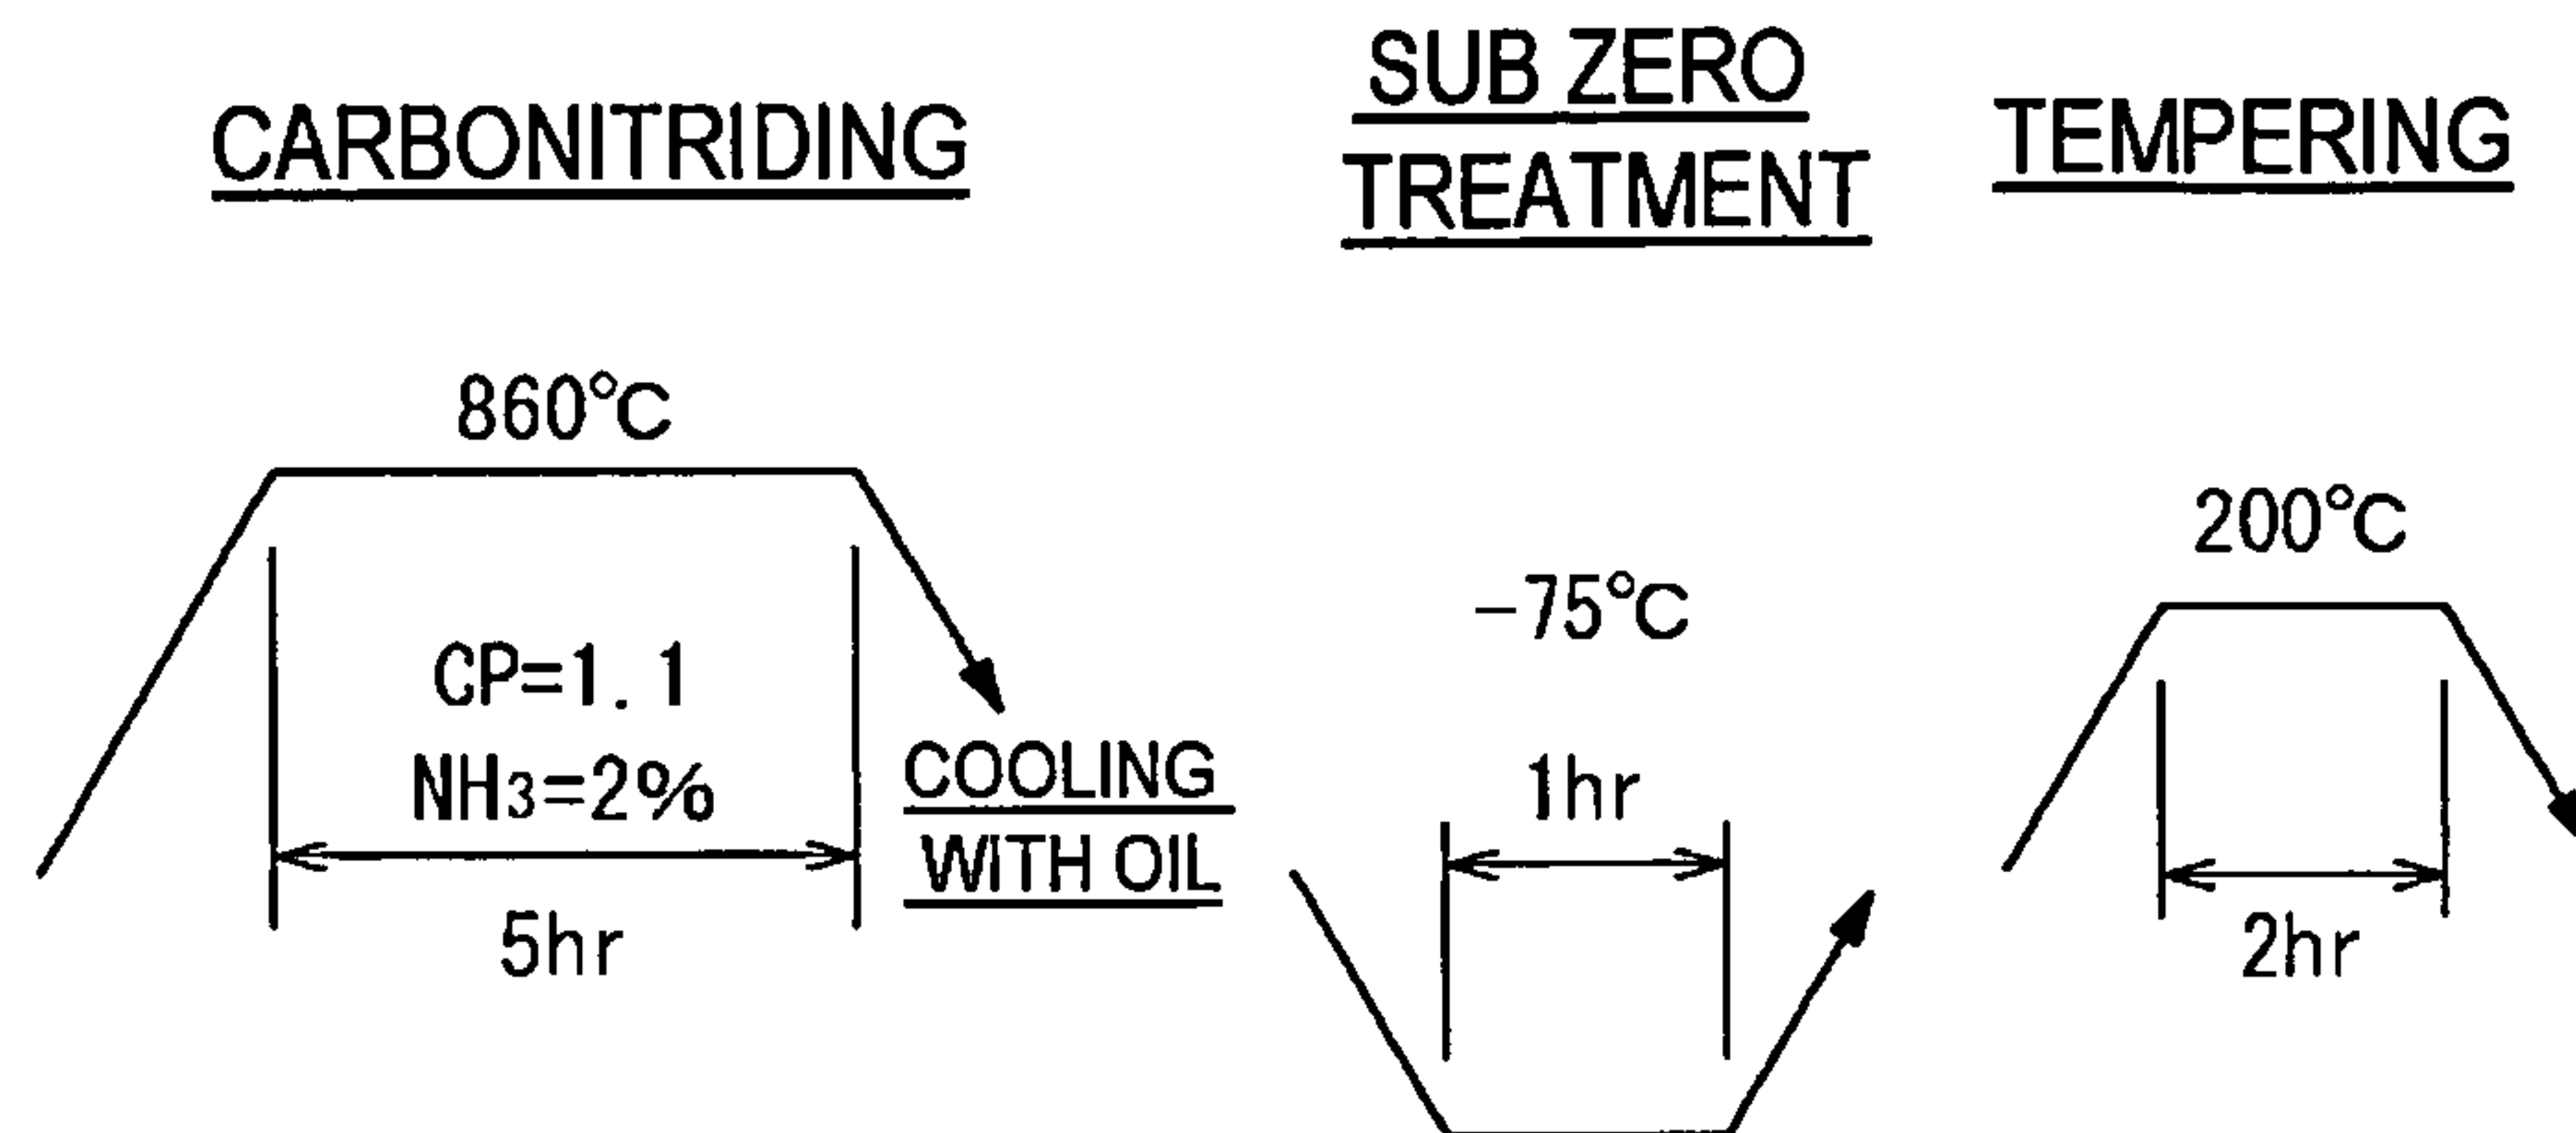 CARBONITRIDING
SUB ZERO
TREATMENT
TEMPERING
860°C
CP=1.1
NH3=2%
5hr
COOLING
WITH OIL
-75°C
1hr
200°C
2hr